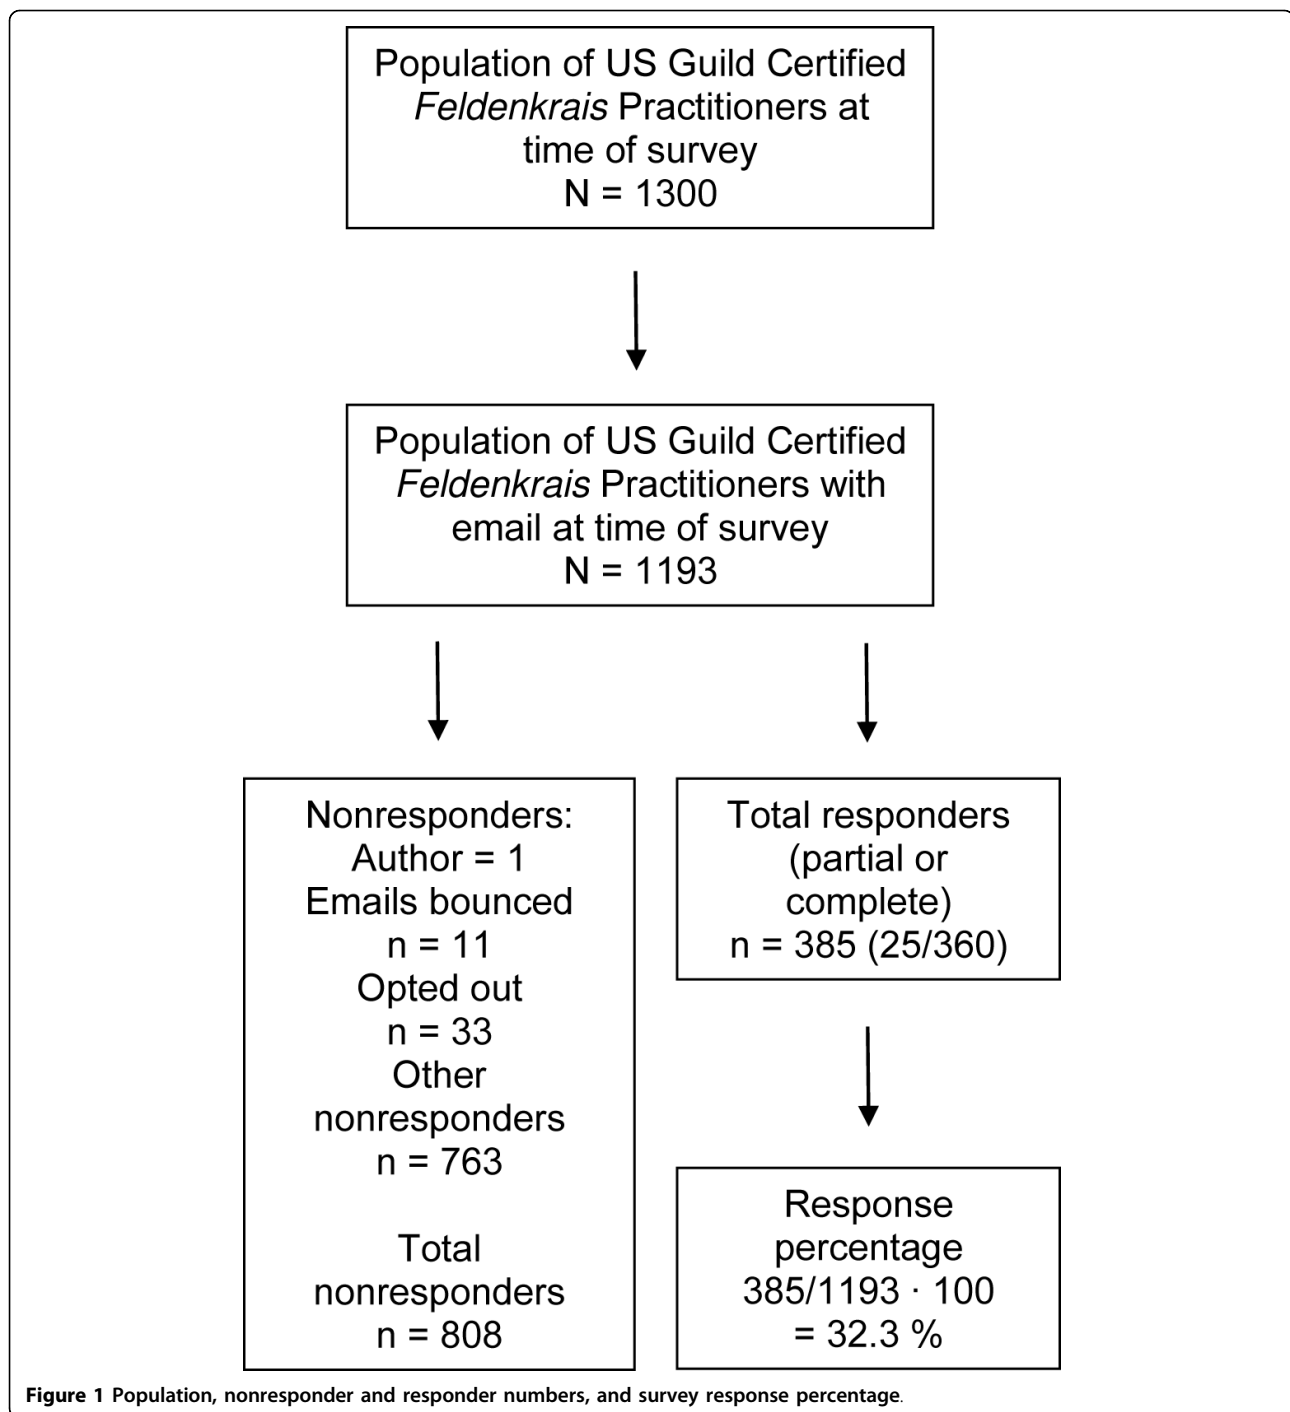 Population of US Guild Certified
Feldenkrais Practitioners at
time of survey
N = 1300
Population of US Guild Certified
Feldenkrais Practitioners with
email at time of survey
N = 1193
Nonresponders:
Author = 1
Emails bounced
n = 11
Opted out
n = 33
Other
nonresponders
n = 763
Total
nonresponders
n = 808
Total responders
(partial or
complete)
n = 385 (25/360)
Response
percentage
385/1193 · 100
= 32.3 %
Figure 1 Population, nonresponder and responder numbers, and survey response percentage.